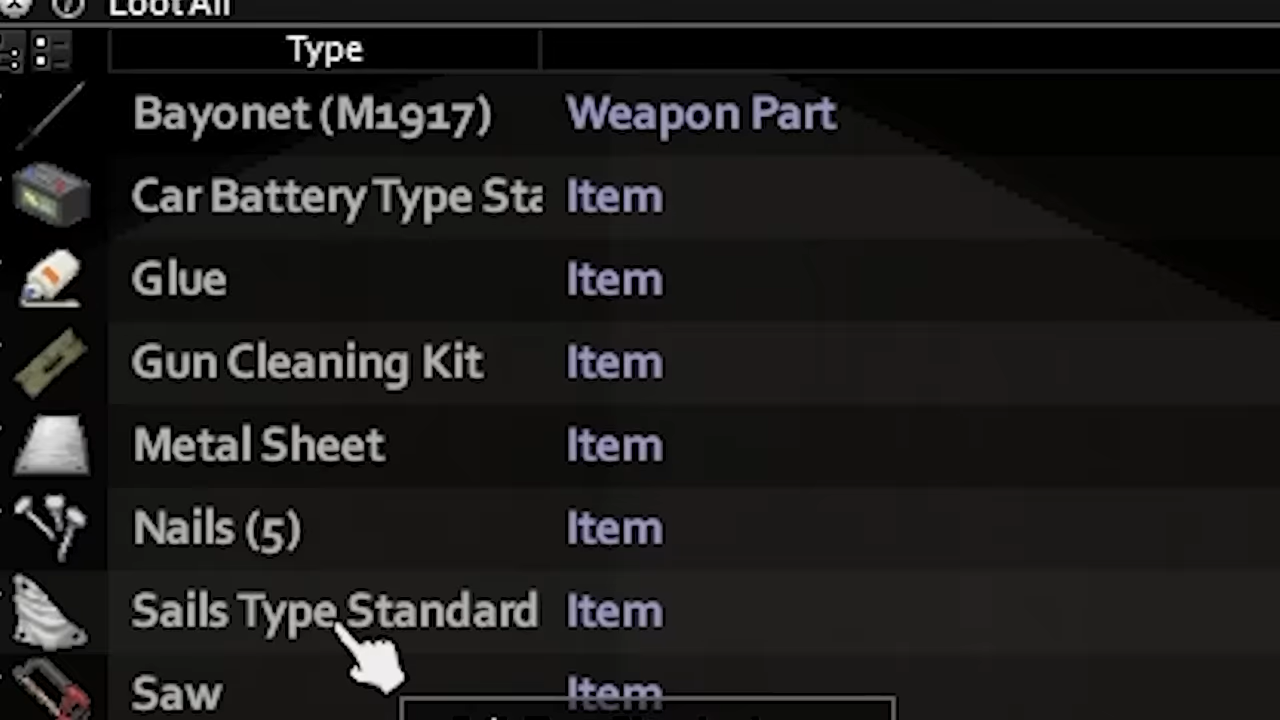 Loot All
Type
Bayonet (M1917) Weapon Part
Car Battery Type Sta Item
Glue Item
Gun Cleaning Kit Item
Metal Sheet Item
Nails (5) Item
Sails Type Standard Item
Saw Item